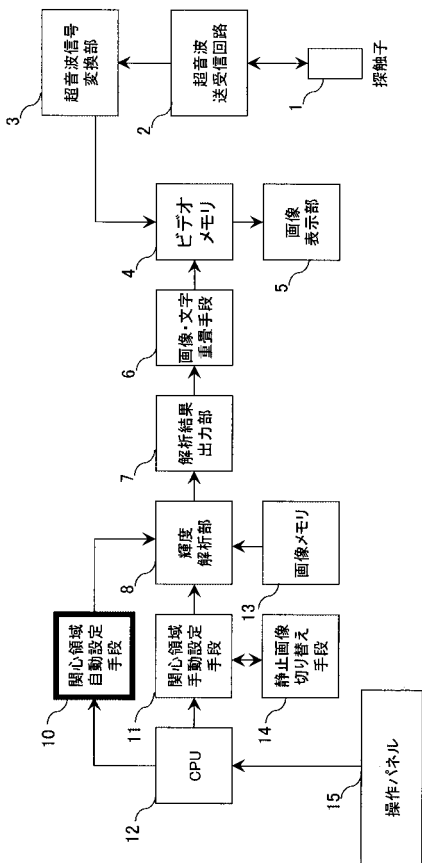 3
超音波信号
変換部
2
超音波
送受信回路
1
探触子
4
ビデオ
メモリ
5
画像
表示部
6
画像・文字
重畳手段
7
解析結果
出力部
8
輝度
解析部
13
画像メモリ
10
関心領域
自動設定
手段
11
関心領域
手動設定
手段
14
静止画像
切り替え
手段
12
CPU
15
操作パネル